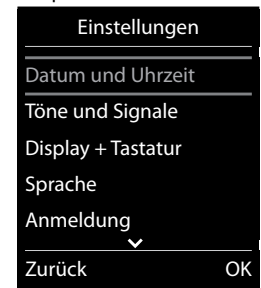 Einstellungen
Datum und Uhrzeit
Töne und Signale
Display + Tastatur
Sprache
Anmeldung
Zurück OK